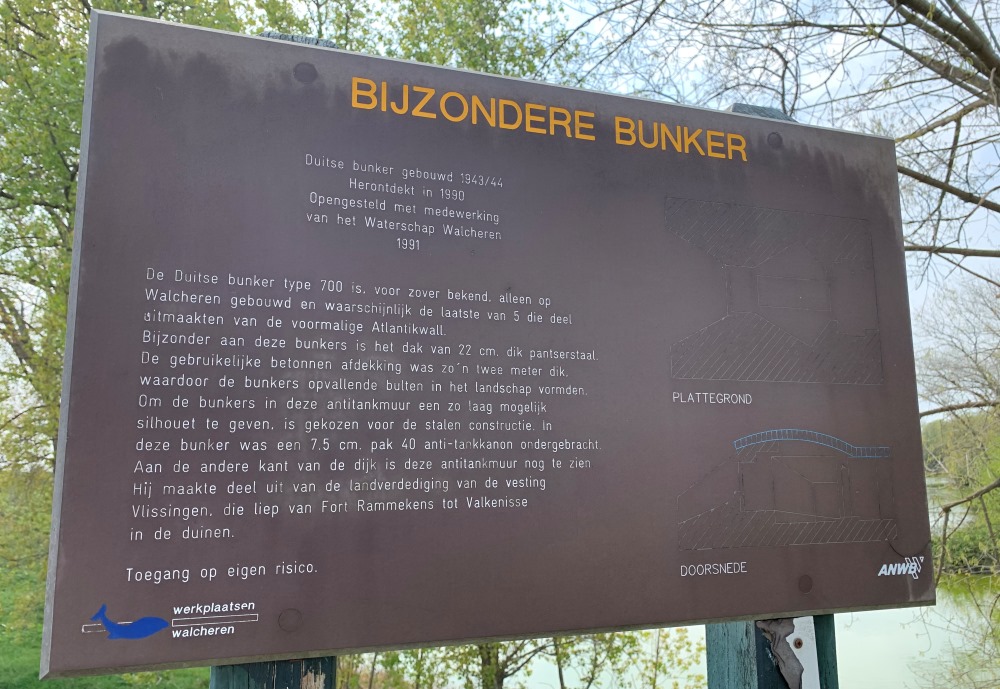 BIJZONDERE BUNKER
Duitse bunker gebouwd 1943/44
Herontdekt in 1990
Opengesteld met medewerking
van het Waterschap Walcheren
1991
De Duitse bunker type 700 is, voor zover bekend, alleen op
Walcheren gebouwd en waarschijnlijk de laatste van 5 die deel
uitmaakten van de voormalige Atlantikwall.
Bijzonder aan deze bunkers is het dak van 22 cm. dik pantserstaal.
De gebruikelijke betonnen afdekking was zo'n twee meter dik,
waardoor de bunkers opvallende bulten in het landschap vormden.
Om de bunkers in deze antitankmuur een zo laag mogelijk
silhouet te geven, is gekozen voor de stalen constructie. In
deze bunker was een 7.5 cm. pak 40 anti-tankkanon ondergebracht.
Aan de andere kant van de dijk is deze antitankmuur nog te zien
Hij maakte deel uit van de landverdediging van de vesting
Vlissingen, die liep van Fort Rammekens tot Valkenisse
in de duinen.
Toegang op eigen risico.
PLATTEGROND
DOORSNEDE
werkplaatsen
walcheren
ANWB